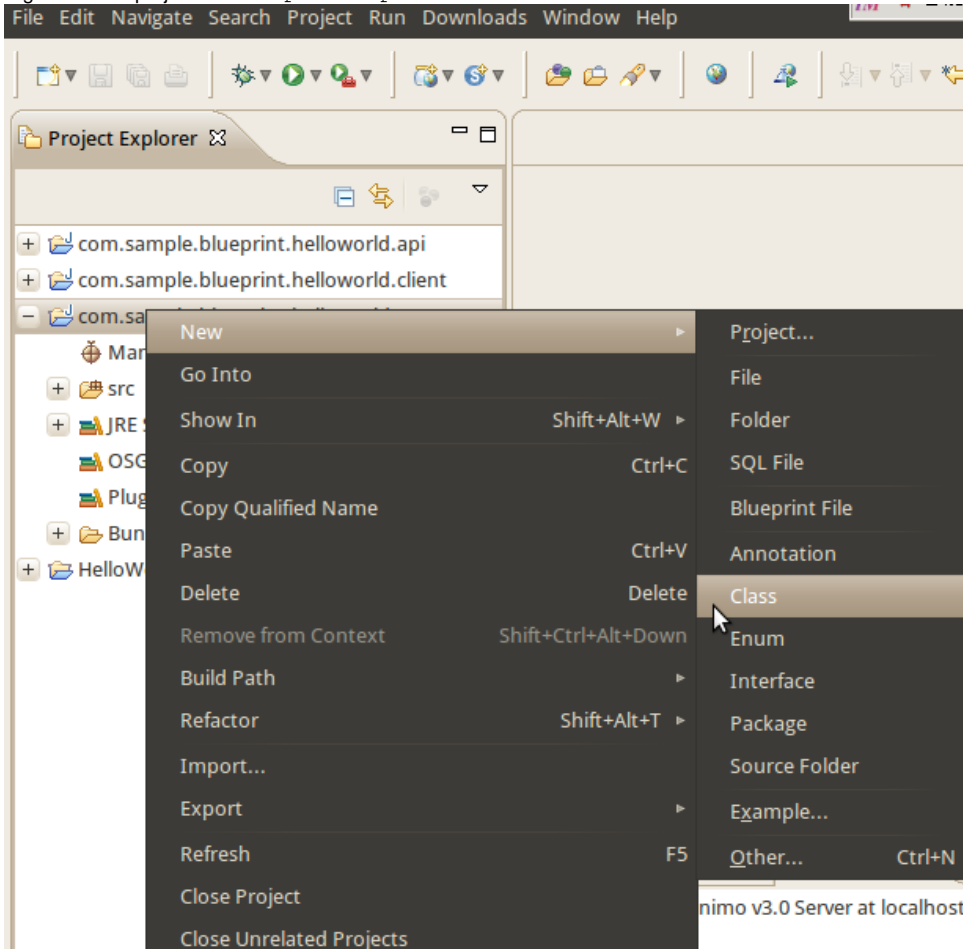 File Edit Navigate Search Project Run Downloads Window Help
Project Explorer
com.sample.blueprint.helloworld.api
com.sample.blueprint.helloworld.client
com.sa
New
Project...
Mar
Go Into
File
src
Show In Shift+Alt+W
Folder
JRE
OSG
Copy Ctrl+C
SQL File
Plug
Copy Qualified Name
Blueprint File
Bun
Paste Ctrl+V
Annotation
HelloW
Delete Delete
Class
Remove from Context Shift+Ctrl+Alt+Down
Enum
Build Path
Interface
Refactor Shift+Alt+T
Package
Import...
Source Folder
Export
Example...
Refresh F5
Other... Ctrl+N
Close Project
nimo v3.0 Server at localhost
Close Unrelated Projects